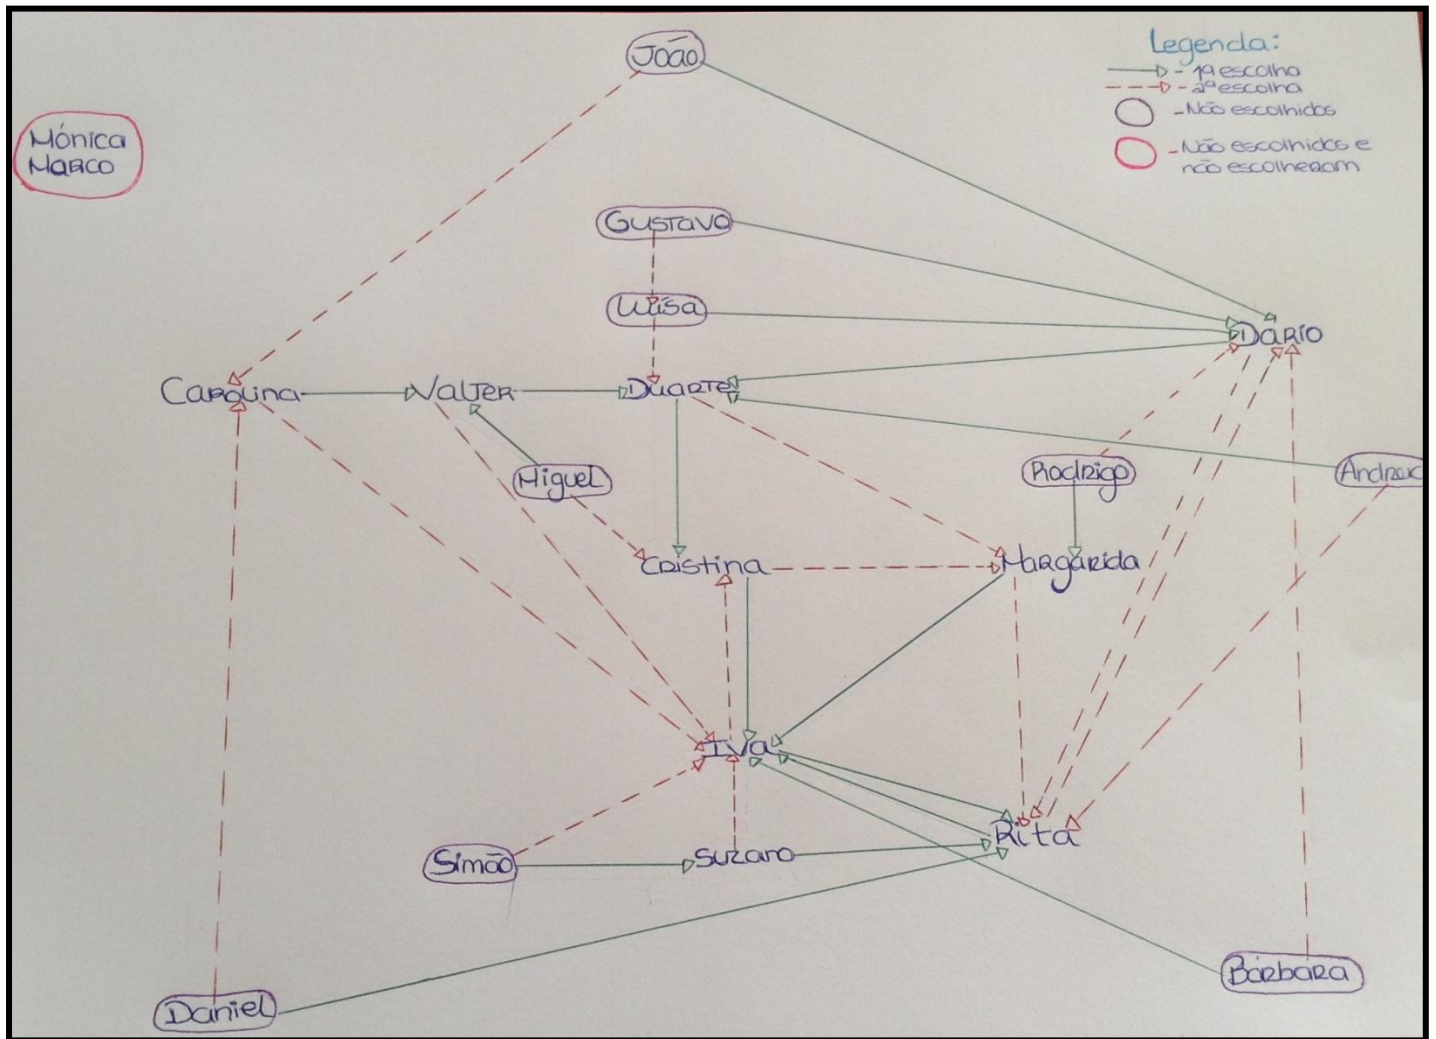 João
Legenda:
- 1ª escolha
- 2ª escolha
- Não escolhidos
- Não escolhidos e
não escolheram
Mónica
Marco
Gustavo
Luísa
Dário
Carolina
Valter
Duarte
Miguel
Rodrigo
Cristina
Margarida
Iva
Rita
Simão
Suzano
Bárbara
Daniel